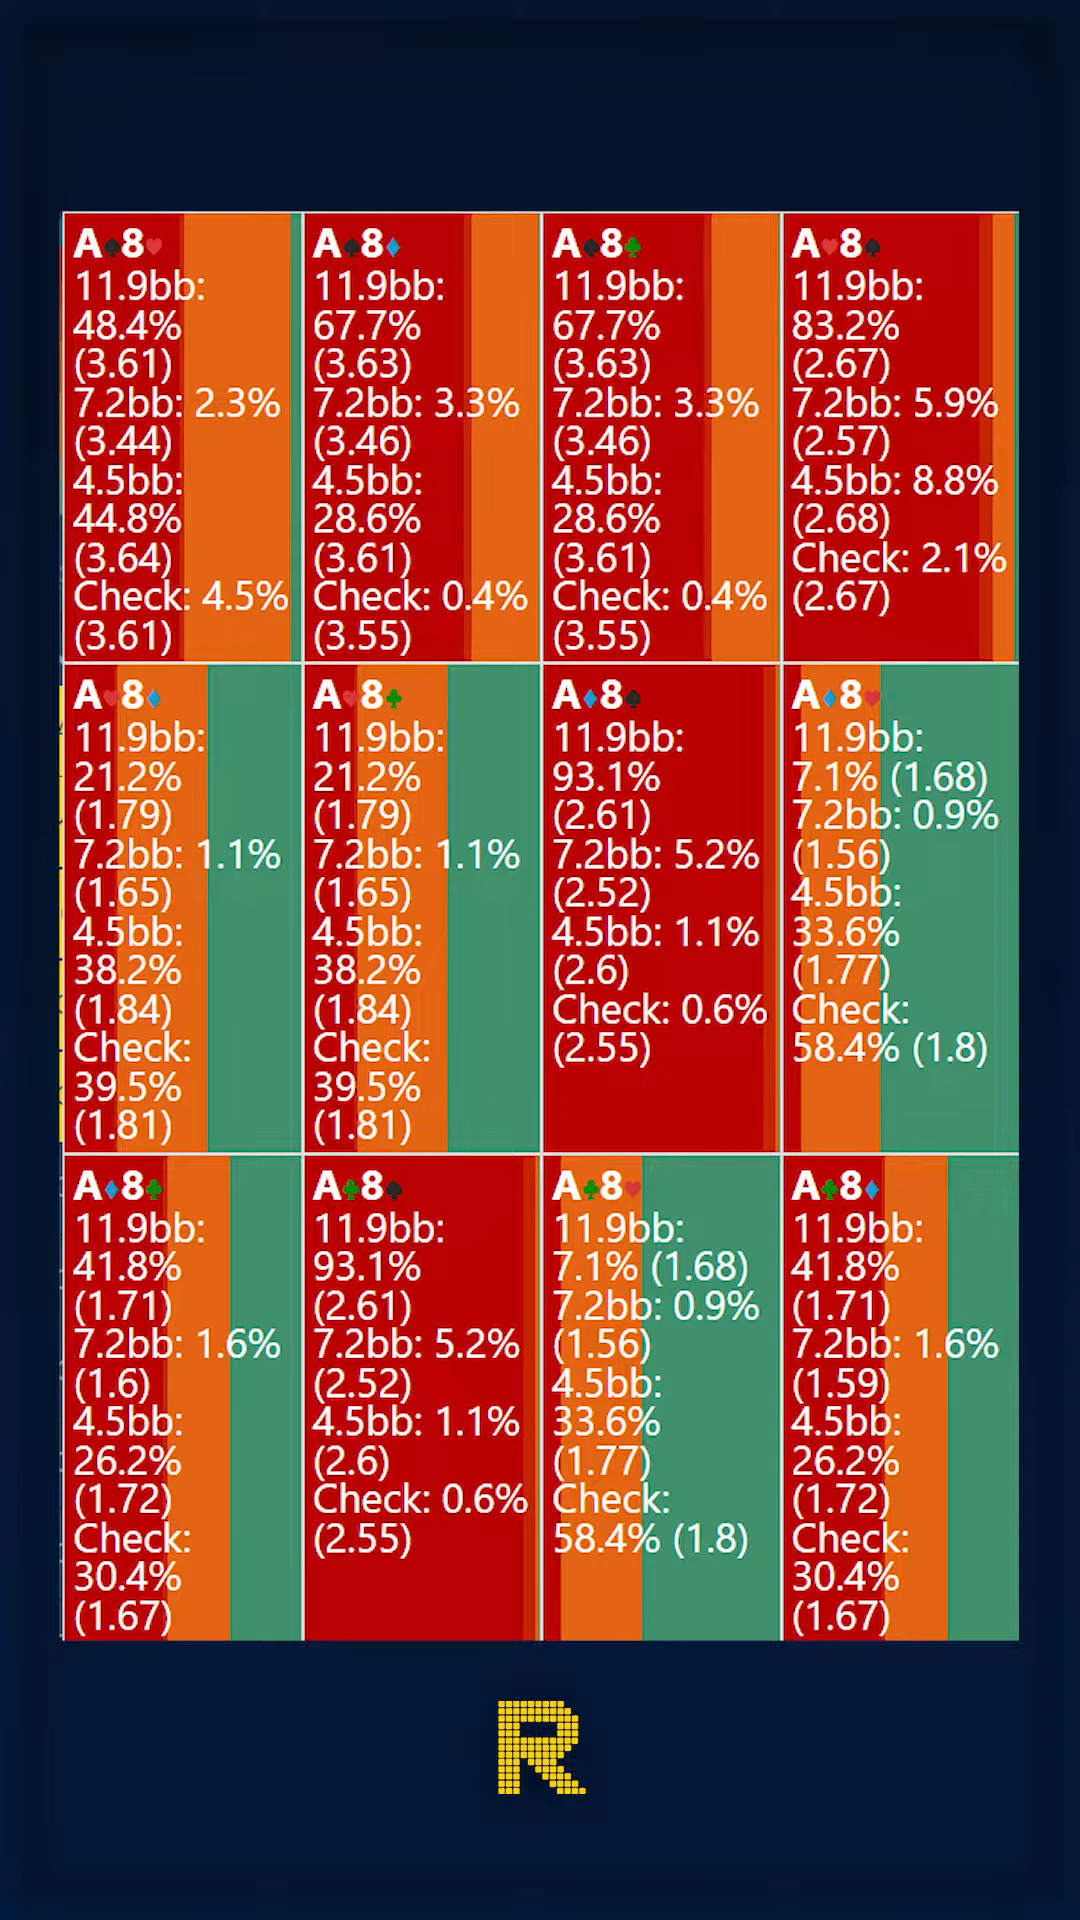 A♠8♥
11.9bb:
48.4%
(3.61)
7.2bb: 2.3%
(3.44)
4.5bb:
44.8%
(3.64)
Check: 4.5%
(3.61)
A♠8♦
11.9bb:
67.7%
(3.63)
7.2bb: 3.3%
(3.46)
4.5bb:
28.6%
(3.61)
Check: 0.4%
(3.55)
A♠8♣
11.9bb:
67.7%
(3.63)
7.2bb: 3.3%
(3.46)
4.5bb:
28.6%
(3.61)
Check: 0.4%
(3.55)
A♥8♠
11.9bb:
83.2%
(2.67)
7.2bb: 5.9%
(2.57)
4.5bb: 8.8%
(2.68)
Check: 2.1%
(2.67)
A♥8♦
11.9bb:
21.2%
(1.79)
7.2bb: 1.1%
(1.65)
4.5bb:
38.2%
(1.84)
Check:
39.5%
(1.81)
A♥8♣
11.9bb:
21.2%
(1.79)
7.2bb: 1.1%
(1.65)
4.5bb:
38.2%
(1.84)
Check:
39.5%
(1.81)
A♦8♠
11.9bb:
93.1%
(2.61)
7.2bb: 5.2%
(2.52)
4.5bb: 1.1%
(2.6)
Check: 0.6%
(2.55)
A♦8♥
11.9bb:
7.1% (1.68)
7.2bb: 0.9%
(1.56)
4.5bb:
33.6%
(1.77)
Check:
58.4% (1.8)
A♦8♣
11.9bb:
41.8%
(1.71)
7.2bb: 1.6%
(1.6)
4.5bb:
26.2%
(1.72)
Check:
30.4%
(1.67)
A♣8♠
11.9bb:
93.1%
(2.61)
7.2bb: 5.2%
(2.52)
4.5bb: 1.1%
(2.6)
Check: 0.6%
(2.55)
A♣8♥
11.9bb:
7.1% (1.68)
7.2bb: 0.9%
(1.56)
4.5bb:
33.6%
(1.77)
Check:
58.4% (1.8)
A♣8♦
11.9bb:
41.8%
(1.71)
7.2bb: 1.6%
(1.59)
4.5bb:
26.2%
(1.72)
Check:
30.4%
(1.67)
R